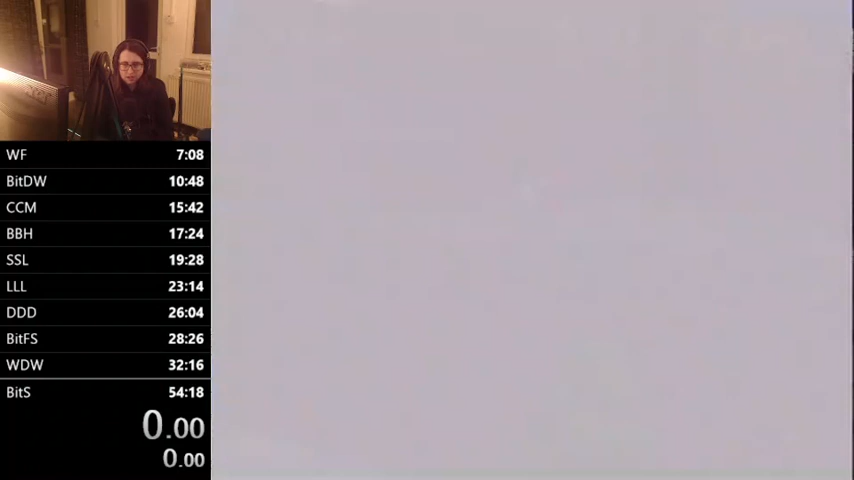 WF 7:08
BitDW 10:48
CCM 15:42
BBH 17:24
SSL 19:28
LLL 23:14
DDD 26:04
BitFS 28:26
WDW 32:16
BitS 54:18
0.00
0.00